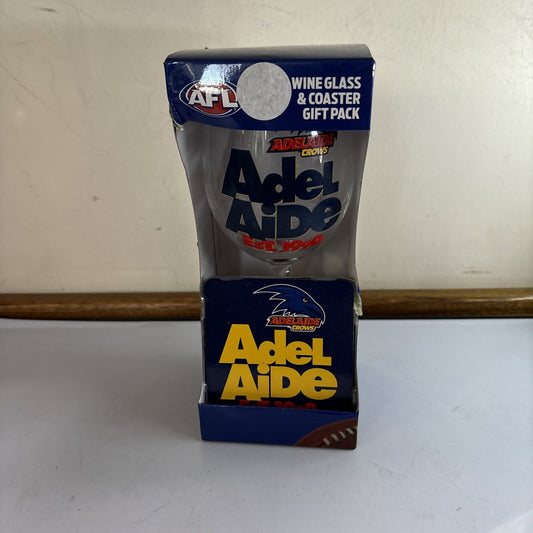 AFL
WINE GLASS
& COASTER
GIFT PACK
ADELAIDE
CROWS
Adel
AiDe
EST. 1990
ADELAIDE
CROWS
Adel
AiDe